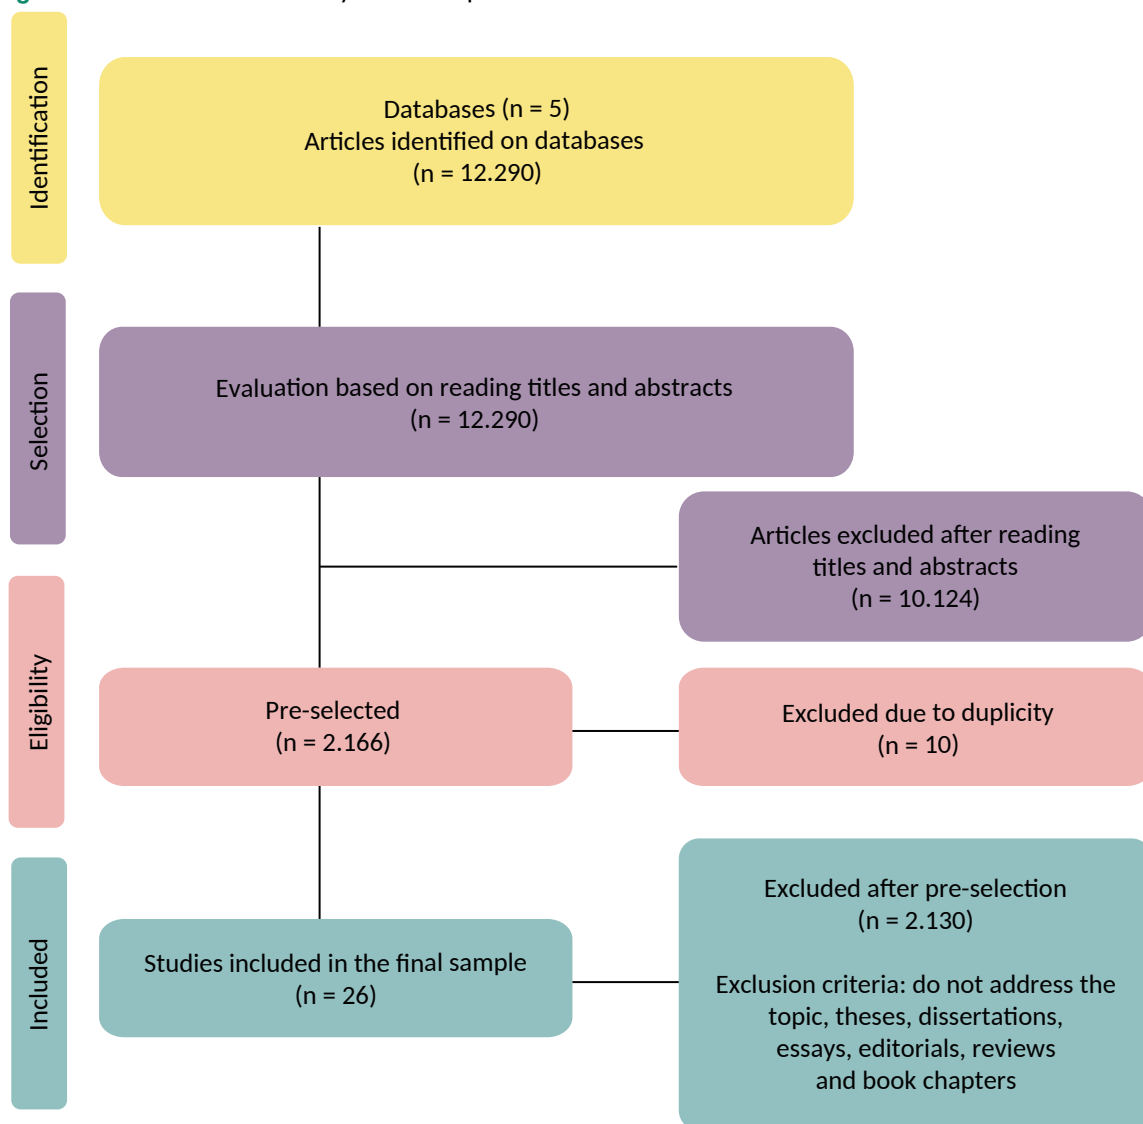 Identification
Databases (n = 5)
Articles identified on databases
(n = 12.290)
Selection
Evaluation based on reading titles and abstracts
(n = 12.290)
Articles excluded after reading
titles and abstracts
(n = 10.124)
Eligibility
Pre-selected
(n = 2.166)
Excluded due to duplicity
(n = 10)
Included
Studies included in the final sample
(n = 26)
Excluded after pre-selection
(n = 2.130)
Exclusion criteria: do not address the
topic, theses, dissertations,
essays, editorials, reviews
and book chapters